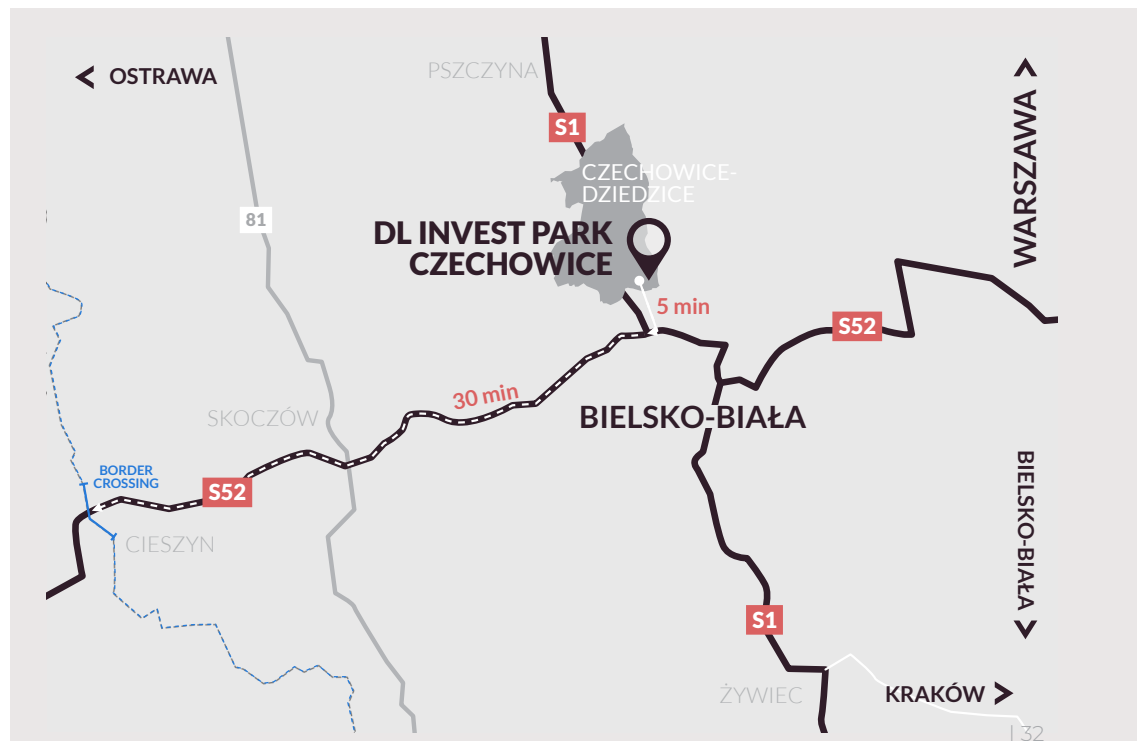 OSTRAWA
PSZCZYNA
WARSZAWA
S1
CZECHOWICE-
DZIEDZICE
81
DL INVEST PARK
CZECHOWICE
5 min
S52
30 min
SKOCZÓW
BIELSKO-BIAŁA
BORDER
CROSSING
S52
BIELSKO-BIAŁA
CIESZYN
S1
ŻYWIEC
KRAKÓW
| 32